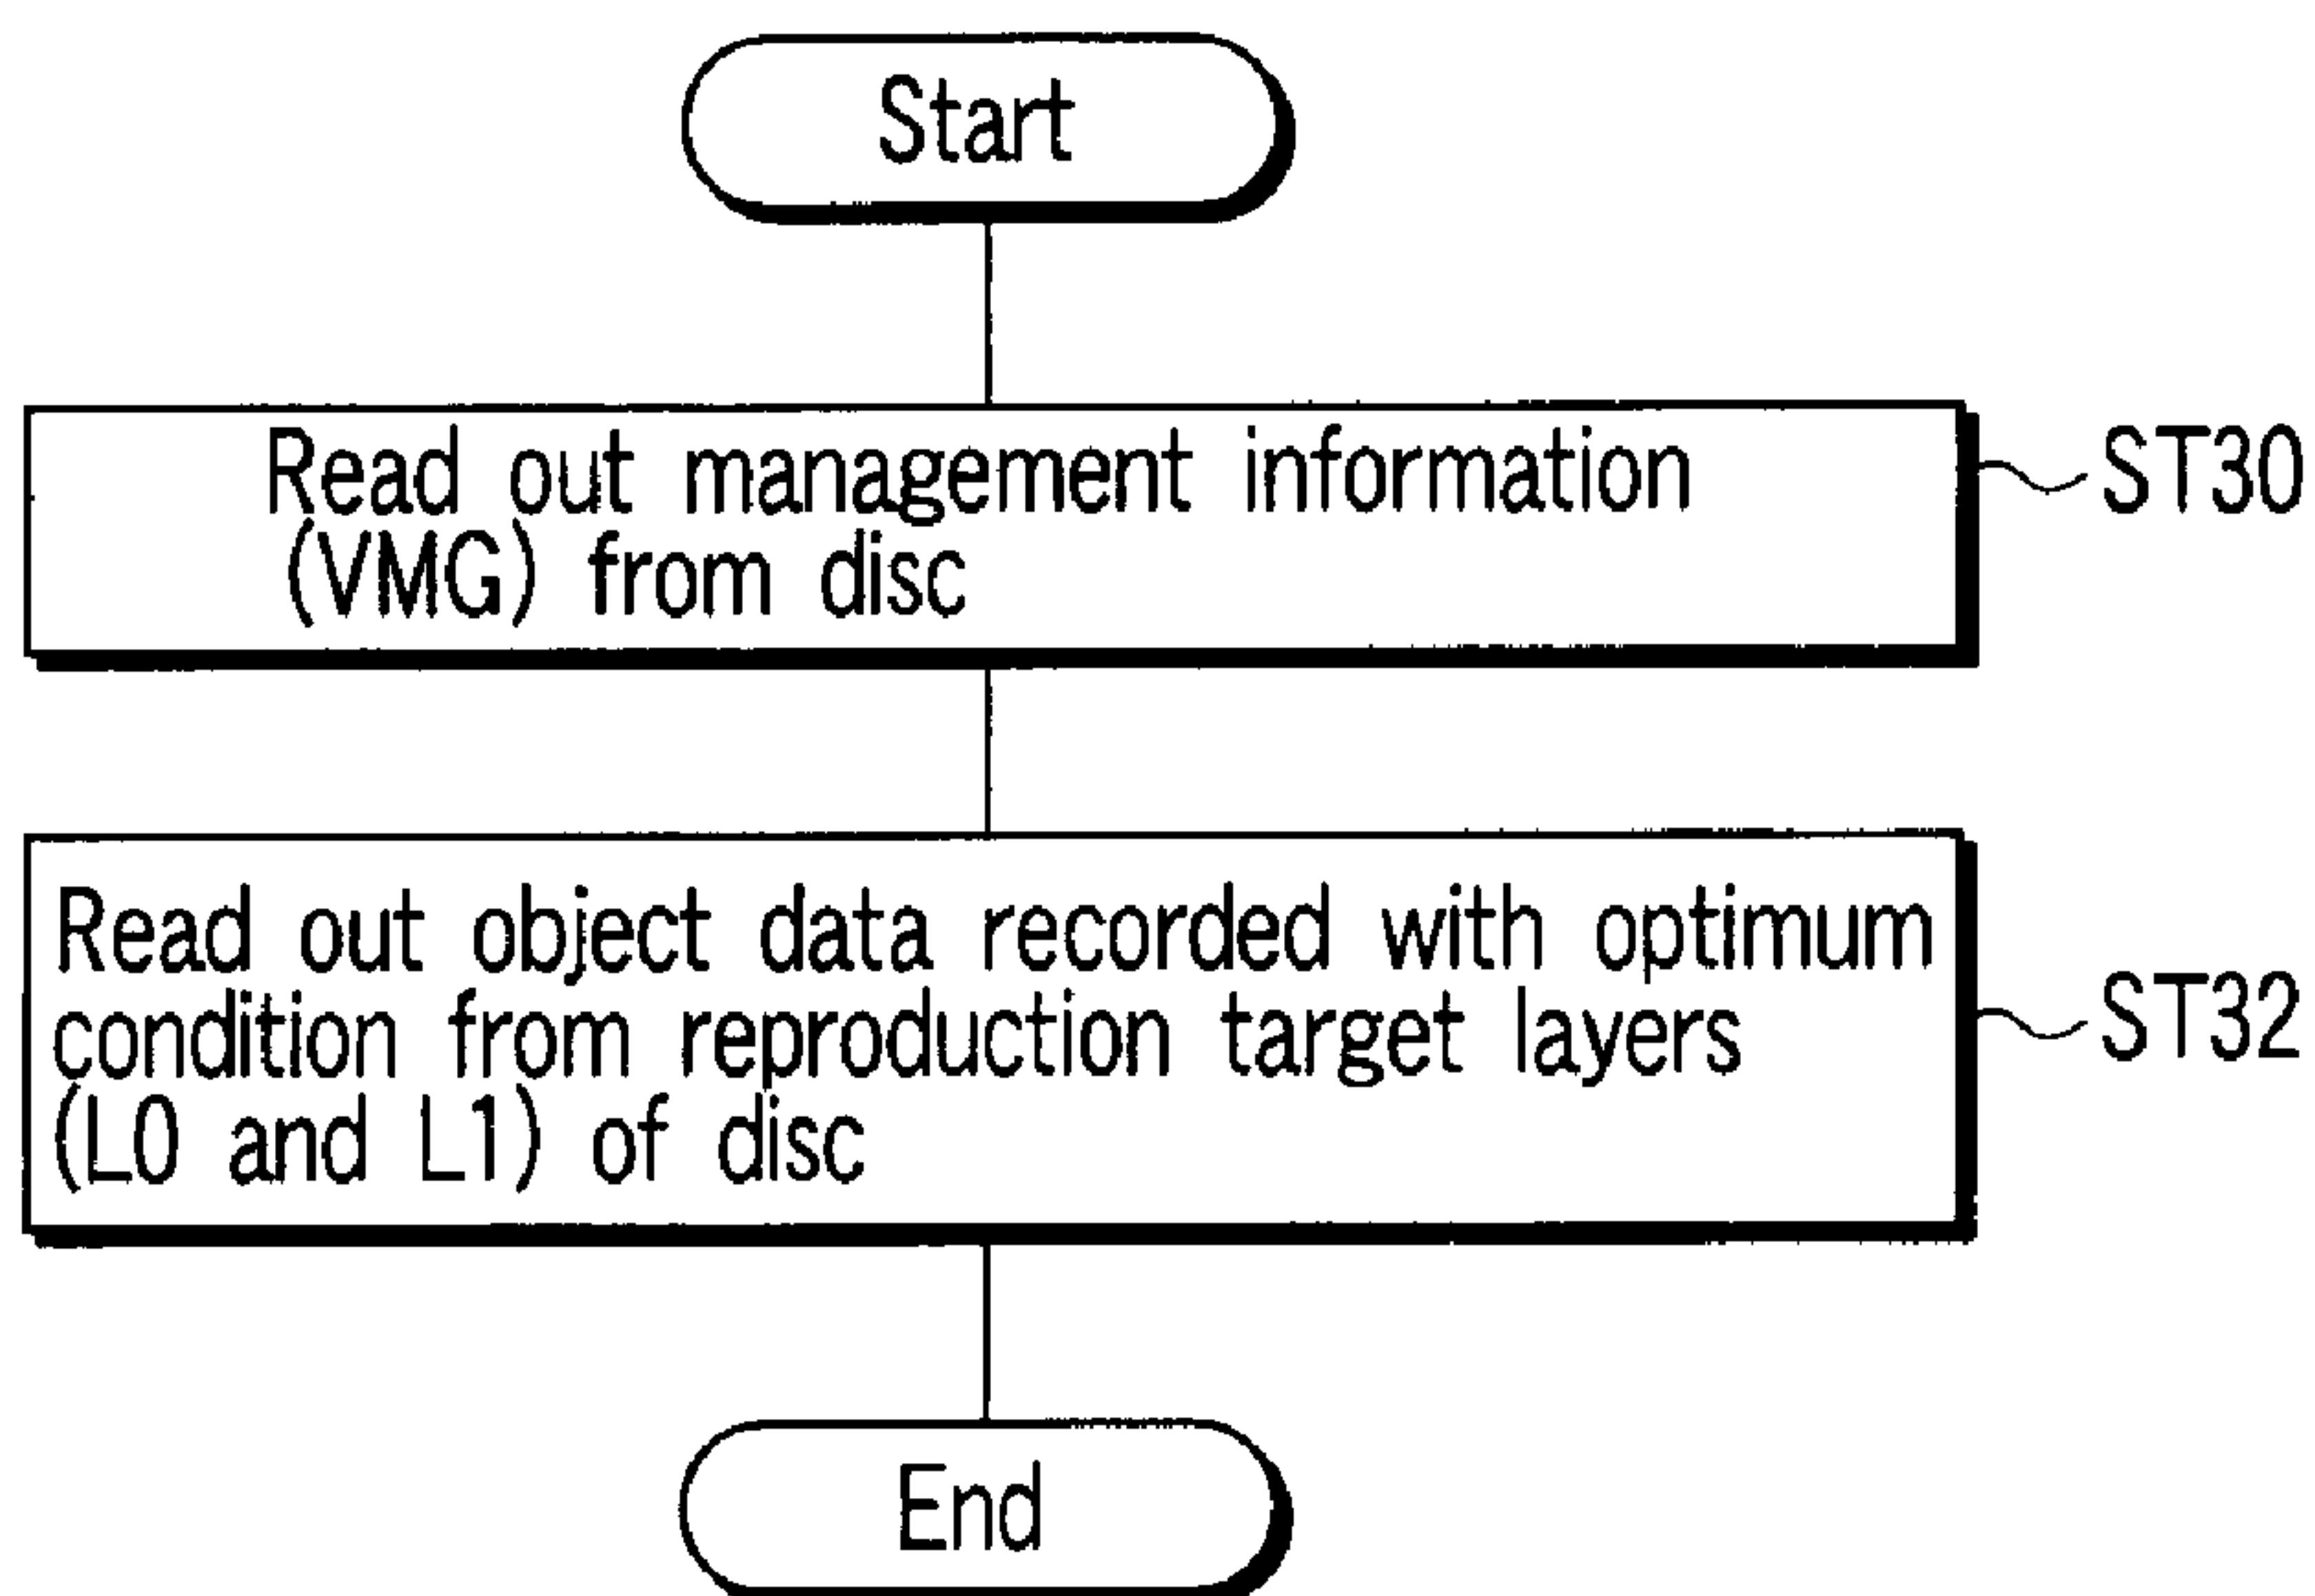 Start
Read out management information
(VMG) from disc
ST30
Read out object data recorded with optimum
condition from reproduction target layers
(L0 and L1) of disc
ST32
End